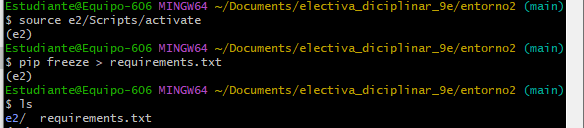 Estudiante@Equipo-606 MINGW64 ~/Documents/electiva_diciplinar_9e/entorno2 (main)
$ source e2/Scripts/activate
(e2)
Estudiante@Equipo-606 MINGW64 ~/Documents/electiva_diciplinar_9e/entorno2 (main)
$ pip freeze > requirements.txt
(e2)
Estudiante@Equipo-606 MINGW64 ~/Documents/electiva_diciplinar_9e/entorno2 (main)
$ ls
e2/  requirements.txt